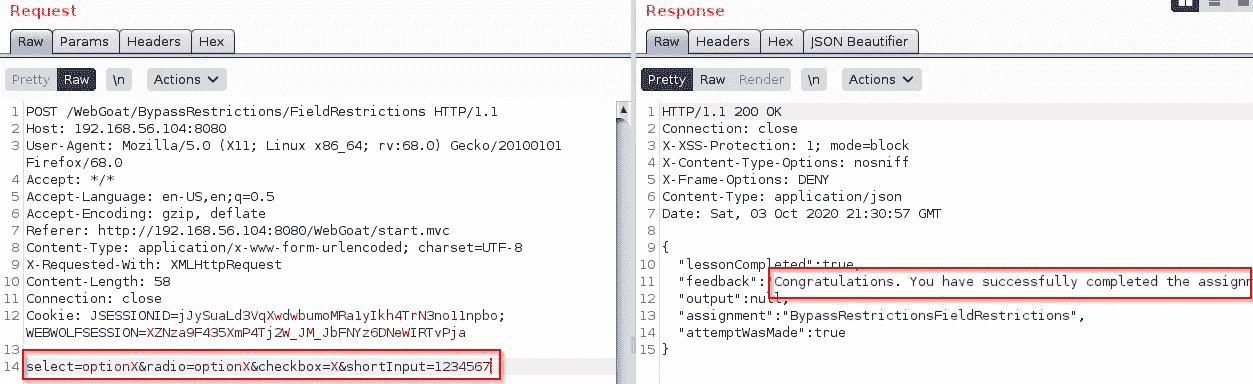 Request
Raw Params Headers Hex
Pretty Raw \n Actions
1 POST /WebGoat/BypassRestrictions/FieldRestrictions HTTP/1.1
2 Host: 192.168.56.104:8080
3 User-Agent: Mozilla/5.0 (X11; Linux x86_64; rv:68.0) Gecko/20100101
Firefox/68.0
4 Accept: */*
5 Accept-Language: en-US,en;q=0.5
6 Accept-Encoding: gzip, deflate
7 Referer: http://192.168.56.104:8080/WebGoat/start.mvc
8 Content-Type: application/x-www-form-urlencoded; charset=UTF-8
9 X-Requested-With: XMLHttpRequest
10 Content-Length: 58
11 Connection: close
12 Cookie: JSESSIONID=jJySuaLd3VqXwdwbumoMRa1yIkh4TrN3no11npbo;
WEBWOLFSESSION=XZNza9F435XmP4Tj2W_JM_JbFNYz6DNeWIRTvPja
13
14 select=optionX&radio=optionX&checkbox=X&shortInput=1234567
Response
Raw Headers Hex JSON Beautifier
Pretty Raw Render \n Actions
1 HTTP/1.1 200 OK
2 Connection: close
3 X-XSS-Protection: 1; mode=block
4 X-Content-Type-Options: nosniff
5 X-Frame-Options: DENY
6 Content-Type: application/json
7 Date: Sat, 03 Oct 2020 21:30:57 GMT
8
9 {
10 "lessonCompleted":true,
11 "feedback":"Congratulations. You have successfully completed the assignm
12 "output":null,
13 "assignment":"BypassRestrictionsFieldRestrictions",
14 "attemptWasMade":true
15 }